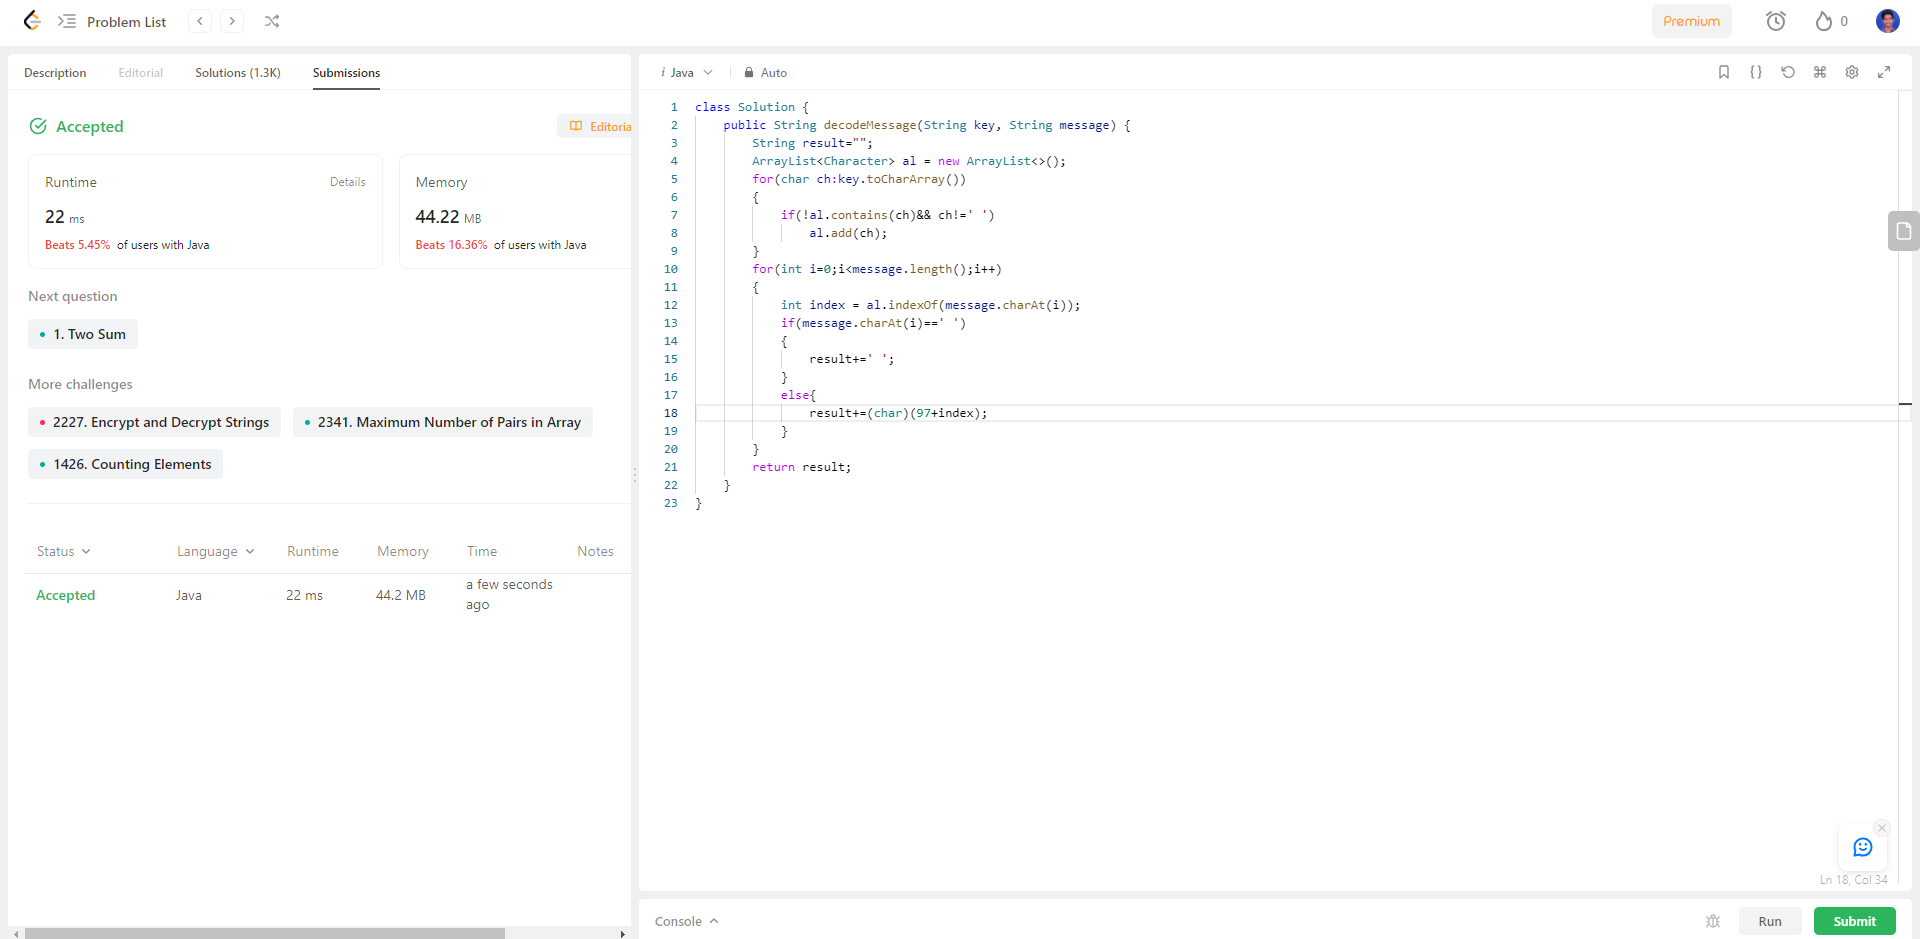 Problem List
Premium
0
Description Editorial Solutions (1.3K) Submissions
Accepted
Editoria
Runtime Details
22 ms
Beats 5.45% of users with Java
Memory
44.22 MB
Beats 16.36% of users with Java
Next question
1. Two Sum
More challenges
2227. Encrypt and Decrypt Strings
2341. Maximum Number of Pairs in Array
1426. Counting Elements
Status Language Runtime Memory Time Notes
Accepted Java 22 ms 44.2 MB a few seconds
ago
i Java Auto
1 class Solution {
2 public String decodeMessage(String key, String message) {
3 String result="";
4 ArrayList<Character> al = new ArrayList<>();
5 for(char ch:key.toCharArray())
6 {
7 if(!al.contains(ch)&& ch!=' ')
8 al.add(ch);
9 }
10 for(int i=0;i<message.length();i++)
11 {
12 int index = al.indexOf(message.charAt(i));
13 if(message.charAt(i)==' ')
14 {
15 result+=' ';
16 }
17 else{
18 result+=(char)(97+index);
19 }
20 }
21 return result;
22 }
23 }
Ln 18, Col 34
Console
Run
Submit